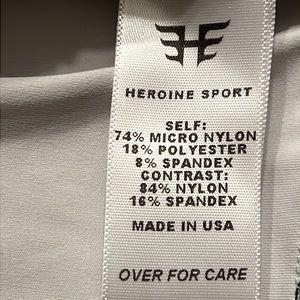 HEROINE SPORT
SELF:
74% MICRO NYLON
18% POLYESTER
8% SPANDEX
CONTRAST:
84% NYLON
16% SPANDEX
MADE IN USA
OVER FOR CARE